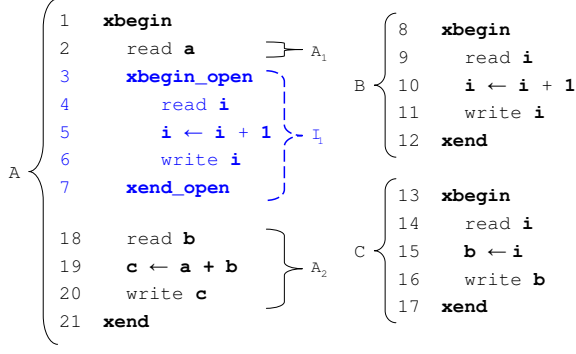 1 xbegin
2 read a
A1
3 xbegin_open
4 read i
5 i ← i + 1
6 write i
7 xend_open
I1
A
18 read b
19 c ← a + b
20 write c
21 xend
A2
8 xbegin
9 read i
10 i ← i + 1
11 write i
12 xend
B
13 xbegin
14 read i
15 b ← i
16 write b
17 xend
C